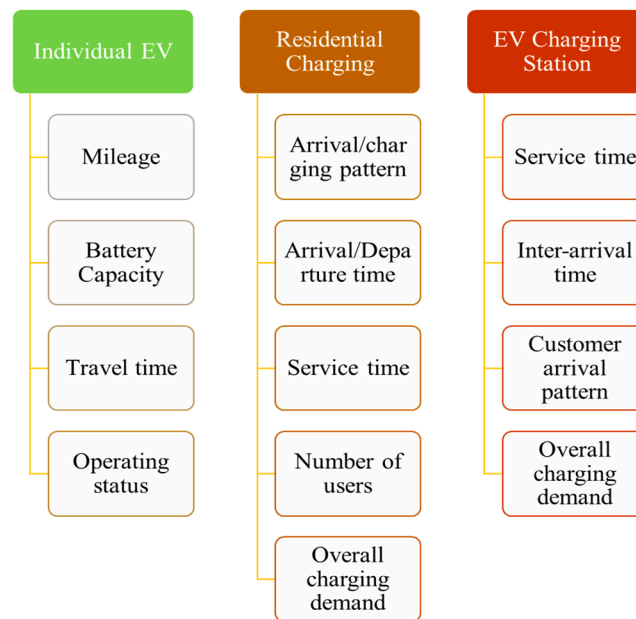 Individual EV
Mileage
Battery
Capacity
Travel time
Operating
status
Residential
Charging
Arrival/char
ging pattern
Arrival/Depa
rture time
Service time
Number of
users
Overall
charging
demand
EV Charging
Station
Service time
Inter-arrival
time
Customer
arrival
pattern
Overall
charging
demand